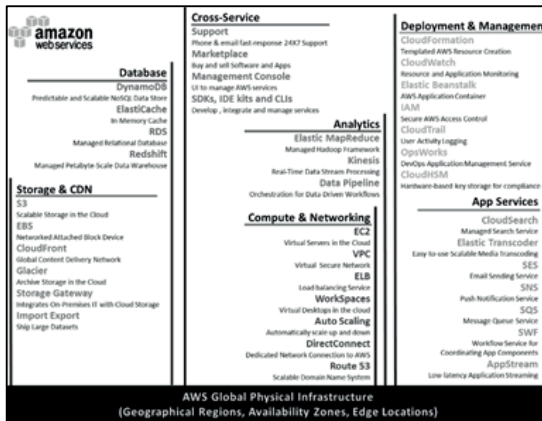 amazon
webservices
Database
DynamoDB
Predictable and Scalable NoSQL Data Store
ElastiCache
In-Memory Cache
RDS
Managed Relational Database
Redshift
Managed Petabyte-Scale Data Warehouse
Storage & CDN
S3
Scalable Storage in the Cloud
EBS
Networked Attached Block Device
CloudFront
Global Content Delivery Network
Glacier
Archive Storage in the Cloud
Storage Gateway
Integrates On-Premises IT with Cloud Storage
Import Export
Ship Large Datasets
Cross-Service
Support
Phone & email fast-response 24X7 Support
Marketplace
Buy and sell Software and Apps
Management Console
UI to manage AWS services
SDKs, IDE kits and CLIs
Develop , integrate and manage services
Analytics
Elastic MapReduce
Managed Hadoop Framework
Kinesis
Real-Time Data Stream Processing
Data Pipeline
Orchestration for Data Driven Workflows
Compute & Networking
EC2
Virtual Servers in the Cloud
VPC
Virtual Secure Network
ELB
Load balancing Service
WorkSpaces
Virtual Desktops in the cloud
Auto Scaling
Automatically scale up and down
DirectConnect
Dedicated Network Connection to AWS
Route 53
Scalable Domain Name System
Deployment & Management
CloudFormation
Templated AWS Resource Creation
CloudWatch
Resource and Application Monitoring
Elastic Beanstalk
AWS Application Container
IAM
Secure AWS Access Control
CloudTrail
User Activity Logging
OpsWorks
DevOps Application Management Service
CloudHSM
Hardware-based key storage for compliance
App Services
CloudSearch
Managed Search Service
Elastic Transcoder
Easy-to-use Scalable Media Transcoding
SES
Email Sending Service
SNS
Push Notification Service
SQS
Message Queue Service
SWF
Workflow Service for
Coordinating App Components
AppStream
Low-latency Application Streaming
AWS Global Physical Infrastructure
(Geographical Regions, Availability Zones, Edge Locations)